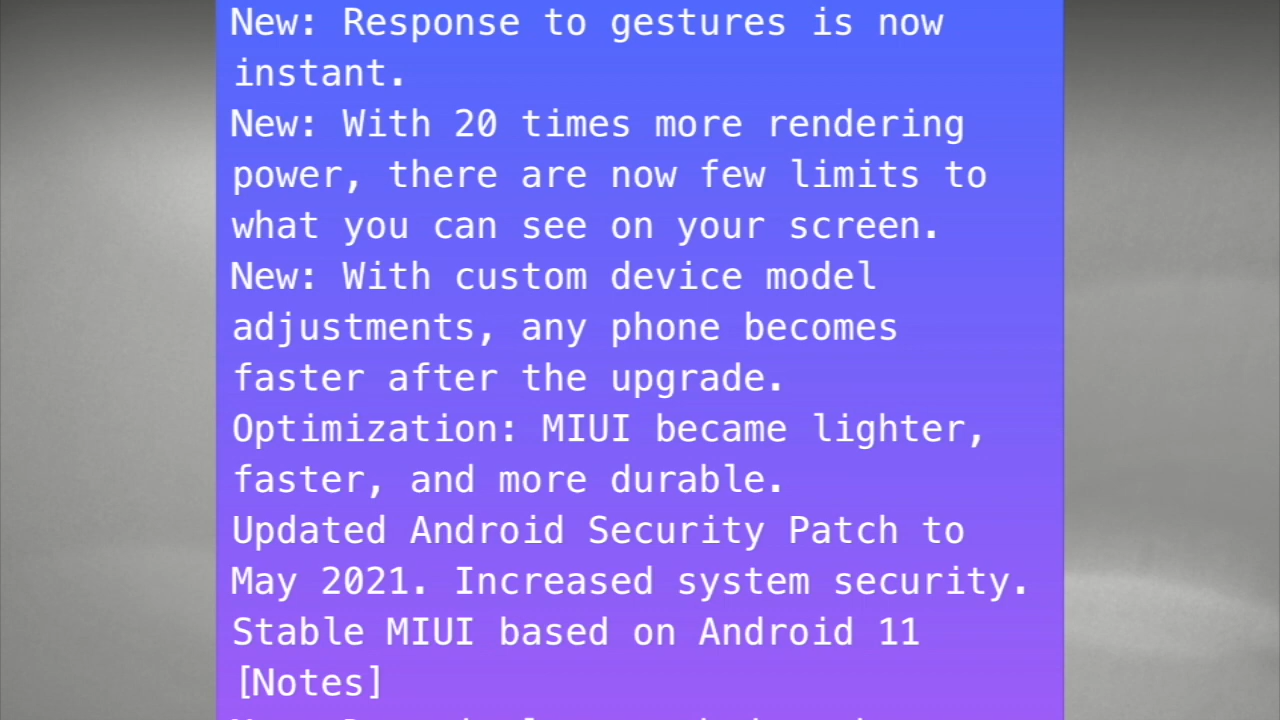 New: Response to gestures is now
instant.
New: With 20 times more rendering
power, there are now few limits to
what you can see on your screen.
New: With custom device model
adjustments, any phone becomes
faster after the upgrade.
Optimization: MIUI became lighter,
faster, and more durable.
Updated Android Security Patch to
May 2021. Increased system security.
Stable MIUI based on Android 11
[Notes]